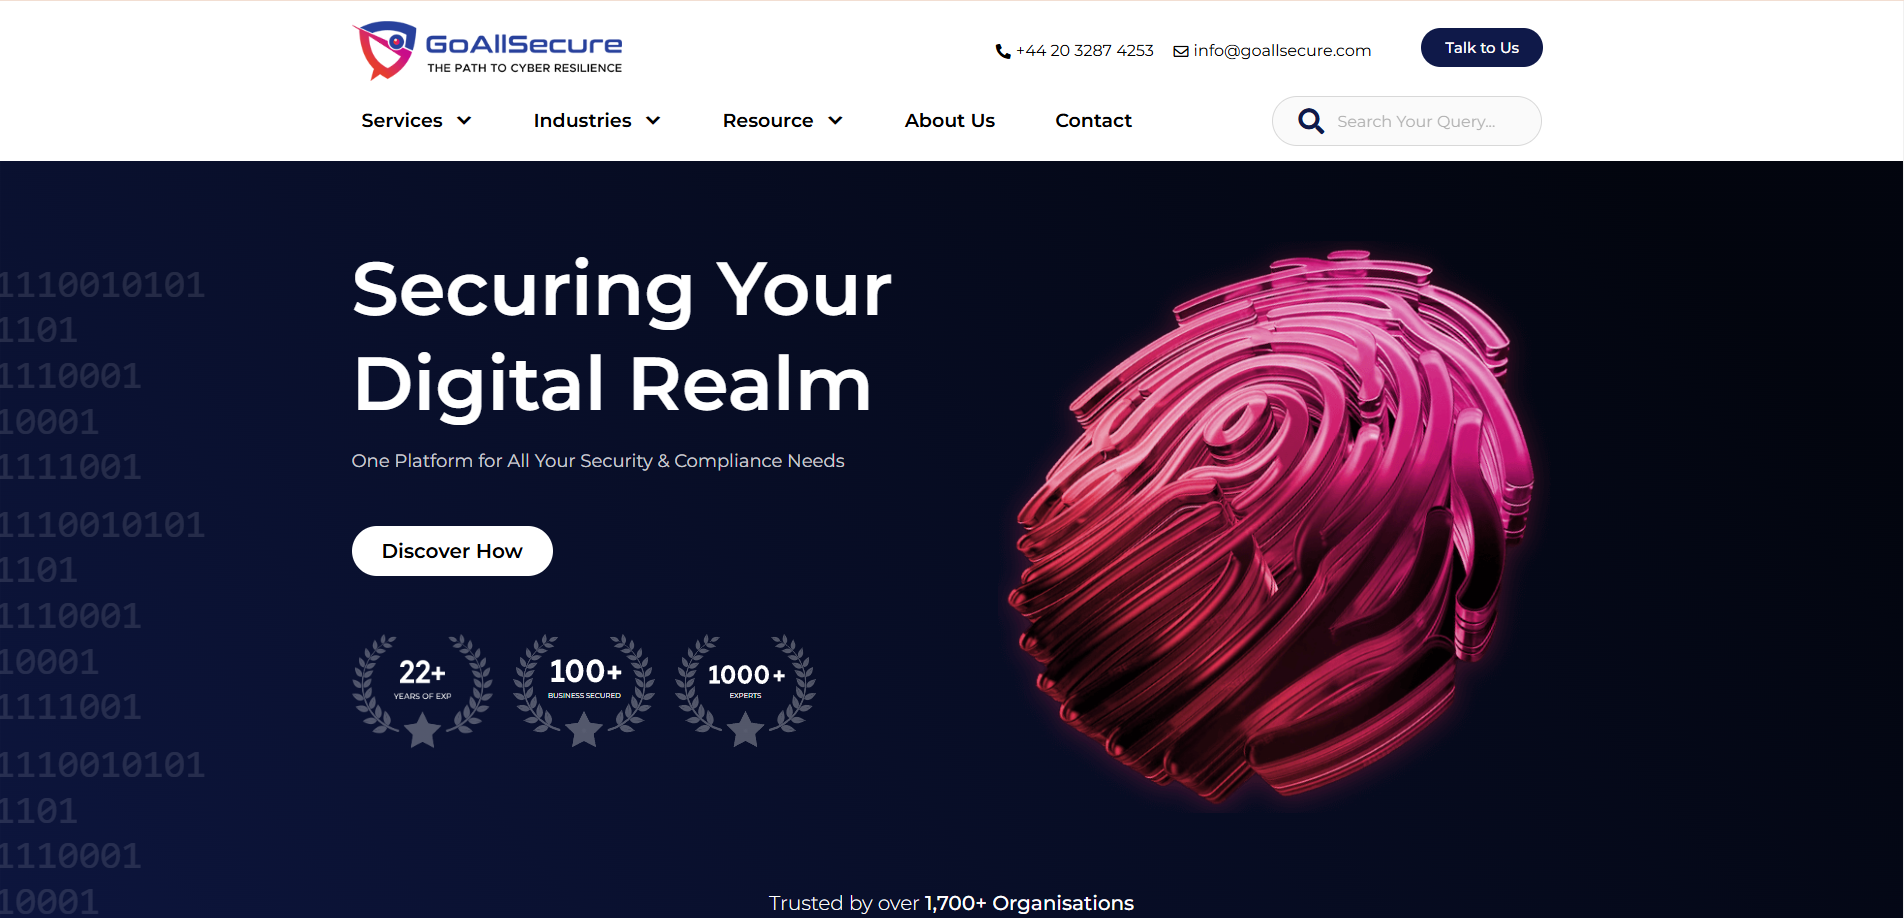 GoAllSecure
THE PATH TO CYBER RESILIENCE
+44 20 3287 4253
info@goallsecure.com
Talk to Us
Services
Industries
Resource
About Us
Contact
Search Your Query...
1110010101
1101
1110001
10001
1111001
1110010101
1101
1110001
10001
1111001
1110010101
1101
1110001
10001
Securing Your
Digital Realm
One Platform for All Your Security & Compliance Needs
Discover How
22+
YEARS OF EXP
100+
BUSINESS SECURED
1000+
EXPERTS
Trusted by over 1,700+ Organisations